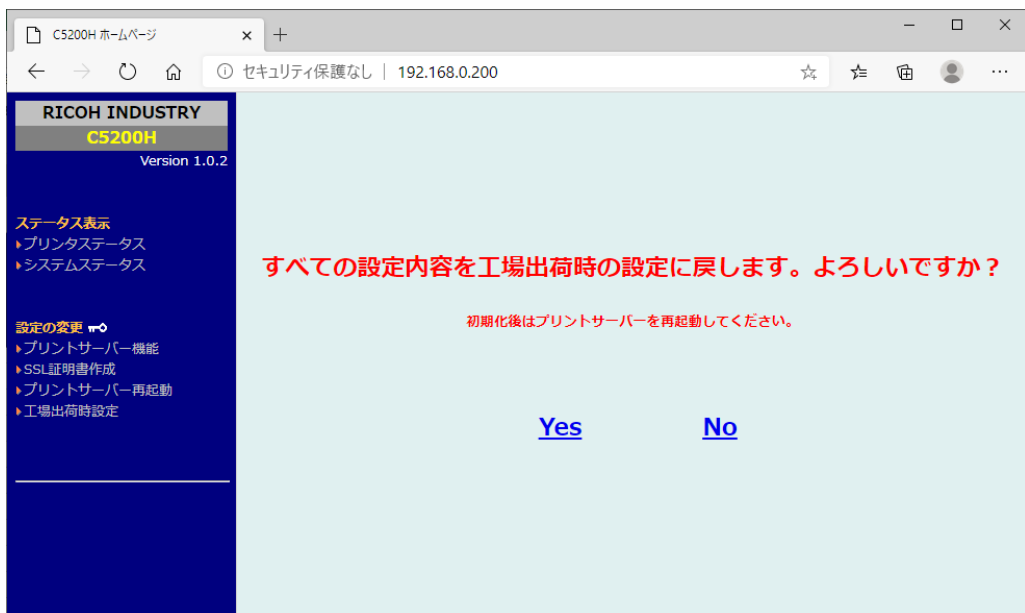 C5200H ホームページ
セキュリティ保護なし | 192.168.0.200
RICOH INDUSTRY
C5200H
Version 1.0.2
ステータス表示
プリンタステータス
システムステータス
設定の変更
プリントサーバー機能
SSL証明書作成
プリントサーバー再起動
工場出荷時設定
すべての設定内容を工場出荷時の設定に戻します。よろしいですか？
初期化後はプリントサーバーを再起動してください。
Yes No